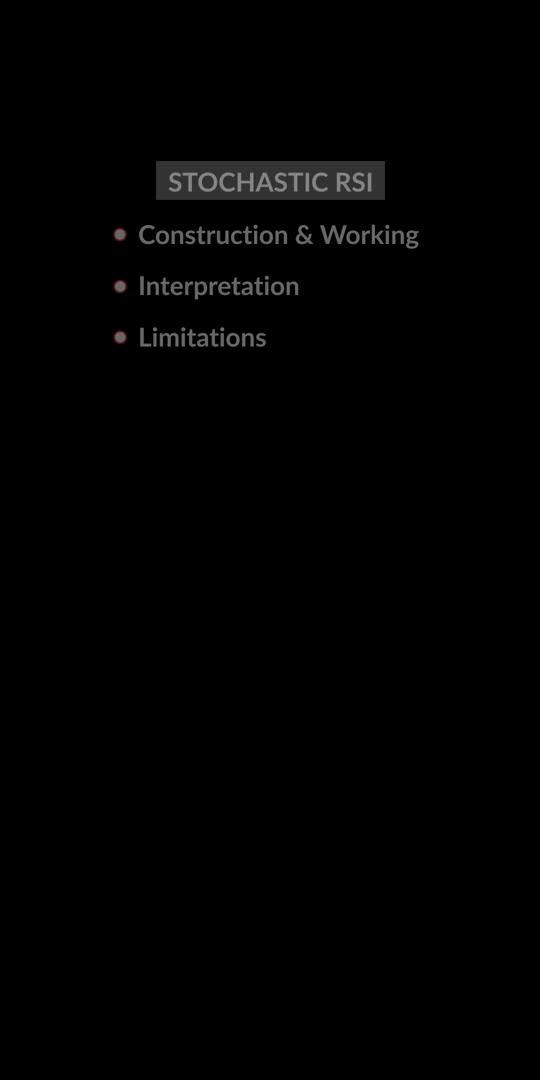 STOCHASTIC RSI
Construction & Working
Interpretation
Limitations